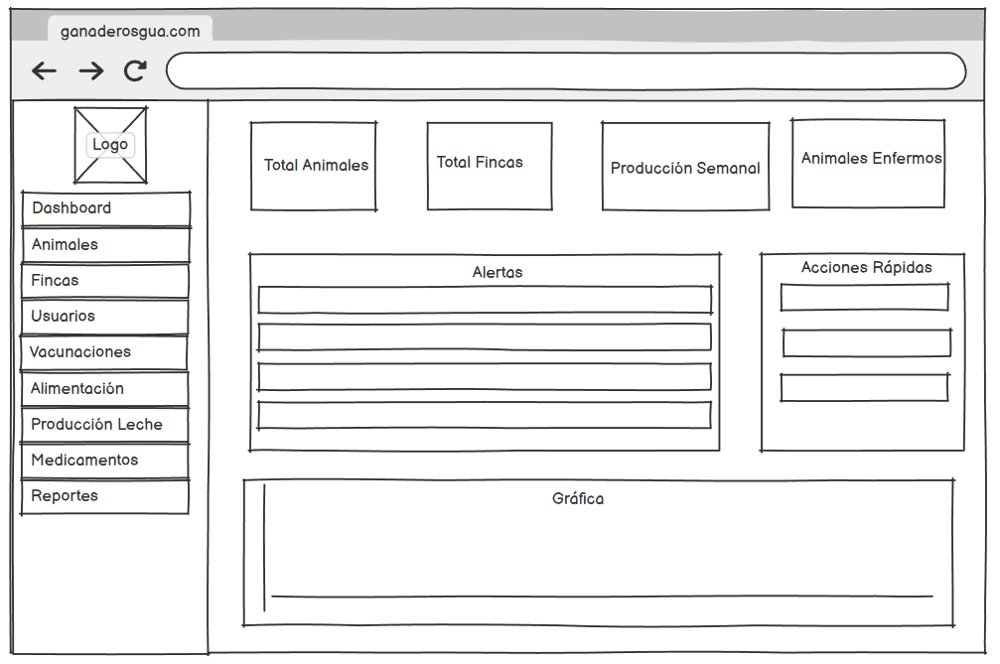 ganaderosgua.com
Logo
Dashboard
Animales
Fincas
Usuarios
Vacunaciones
Alimentación
Producción Leche
Medicamentos
Reportes
Total Animales
Total Fincas
Producción Semanal
Animales Enfermos
Alertas
Acciones Rápidas
Gráfica